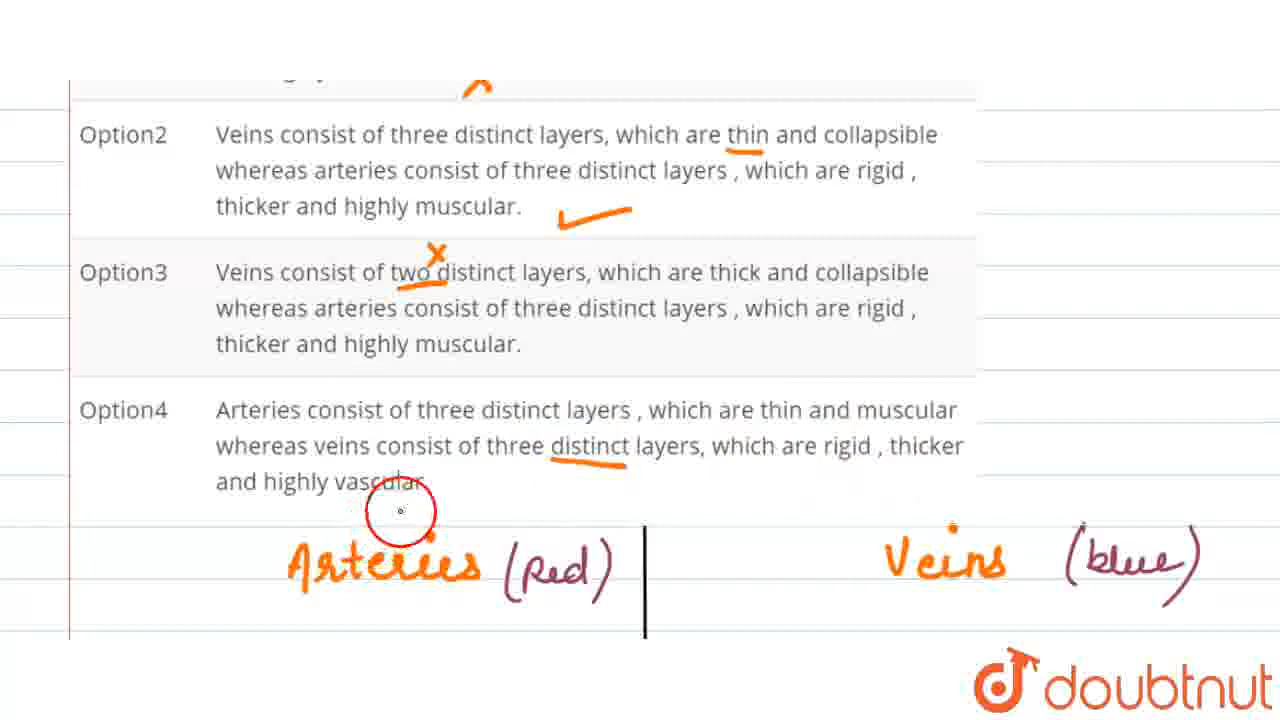 Option2 Veins consist of three distinct layers, which are thin and collapsible
whereas arteries consist of three distinct layers , which are rigid ,
thicker and highly muscular.
Option3 Veins consist of two distinct layers, which are thick and collapsible
whereas arteries consist of three distinct layers , which are rigid ,
thicker and highly muscular.
Option4 Arteries consist of three distinct layers , which are thin and muscular
whereas veins consist of three distinct layers, which are rigid , thicker
and highly vascular
Arteries (Red) Veins (blue)
doubtnut